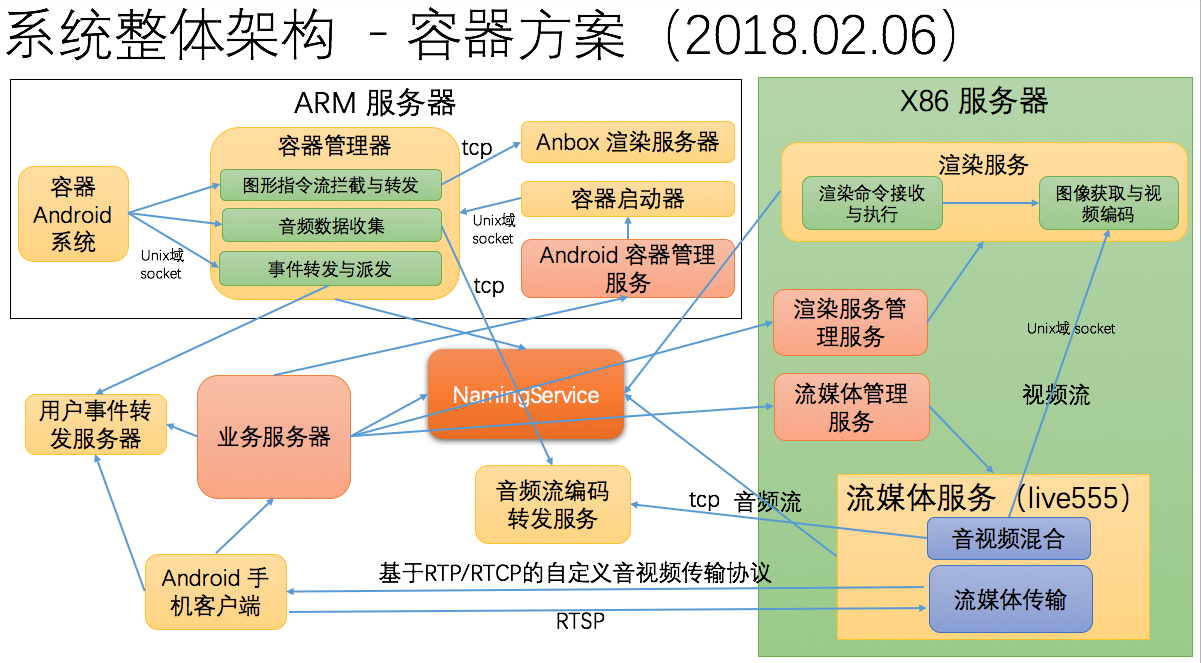 系统整体架构 - 容器方案（2018.02.06）
ARM 服务器
X86 服务器
容器
Android
系统
Unix域
socket
容器管理器
图形指令流拦截与转发
音频数据收集
事件转发与派发
tcp
Anbox 渲染服务器
容器启动器
Unix域
socket
Android 容器管理
服务
tcp
渲染服务
渲染命令接收
与执行
图像获取与视
频编码
渲染服务管
理服务
Unix域 socket
视频流
流媒体管理
服务
用户事件转
发服务器
业务服务器
NamingService
音频流编码
转发服务
tcp 音频流
流媒体服务（live555）
音视频混合
流媒体传输
Android 手
机客户端
基于RTP/RTCP的自定义音视频传输协议
RTSP